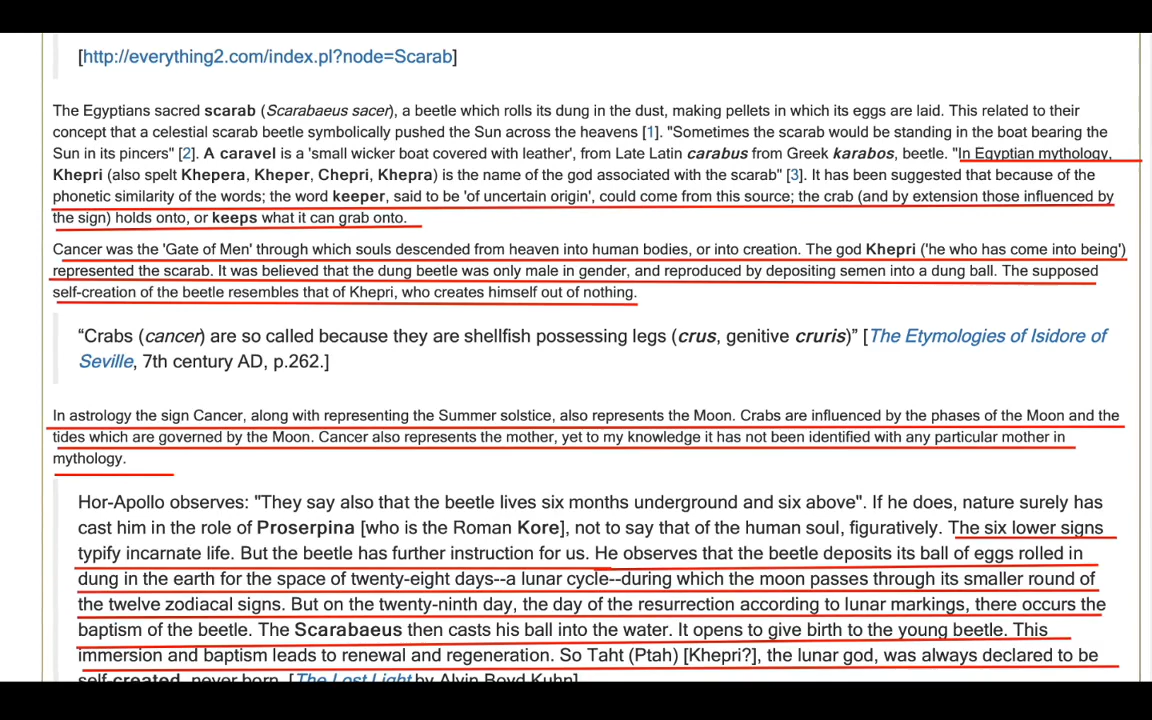 [http://everything2.com/index.pl?node=Scarab]
The Egyptians sacred scarab (Scarabaeus sacer), a beetle which rolls its dung in the dust, making pellets in which its eggs are laid. This related to their
concept that a celestial scarab beetle symbolically pushed the Sun across the heavens [1]. "Sometimes the scarab would be standing in the boat bearing the
Sun in its pincers" [2]. A caravel is a 'small wicker boat covered with leather', from Late Latin carabus from Greek karabos, beetle. "In Egyptian mythology,
Khepri (also spelt Khepera, Kheper, Chepri, Khepra) is the name of the god associated with the scarab" [3]. It has been suggested that because of the
phonetic similarity of the words; the word keeper, said to be 'of uncertain origin', could come from this source; the crab (and by extension those influenced by
the sign) holds onto, or keeps what it can grab onto.
Cancer was the 'Gate of Men' through which souls descended from heaven into human bodies, or into creation. The god Khepri ('he who has come into being')
represented the scarab. It was believed that the dung beetle was only male in gender, and reproduced by depositing semen into a dung ball. The supposed
self-creation of the beetle resembles that of Khepri, who creates himself out of nothing.
“Crabs (cancer) are so called because they are shellfish possessing legs (crus, genitive cruris)” [The Etymologies of Isidore of
Seville, 7th century AD, p.262.]
In astrology the sign Cancer, along with representing the Summer solstice, also represents the Moon. Crabs are influenced by the phases of the Moon and the
tides which are governed by the Moon. Cancer also represents the mother, yet to my knowledge it has not been identified with any particular mother in
mythology.
Hor-Apollo observes: "They say also that the beetle lives six months underground and six above". If he does, nature surely has
cast him in the role of Proserpina [who is the Roman Kore], not to say that of the human soul, figuratively. The six lower signs
typify incarnate life. But the beetle has further instruction for us. He observes that the beetle deposits its ball of eggs rolled in
dung in the earth for the space of twenty-eight days--a lunar cycle--during which the moon passes through its smaller round of
the twelve zodiacal signs. But on the twenty-ninth day, the day of the resurrection according to lunar markings, there occurs the
baptism of the beetle. The Scarabaeus then casts his ball into the water. It opens to give birth to the young beetle. This
immersion and baptism leads to renewal and regeneration. So Taht (Ptah) [Khepri?], the lunar god, was always declared to be
self-created, never born. [The Lost Light by Alvin Boyd Kuhn]